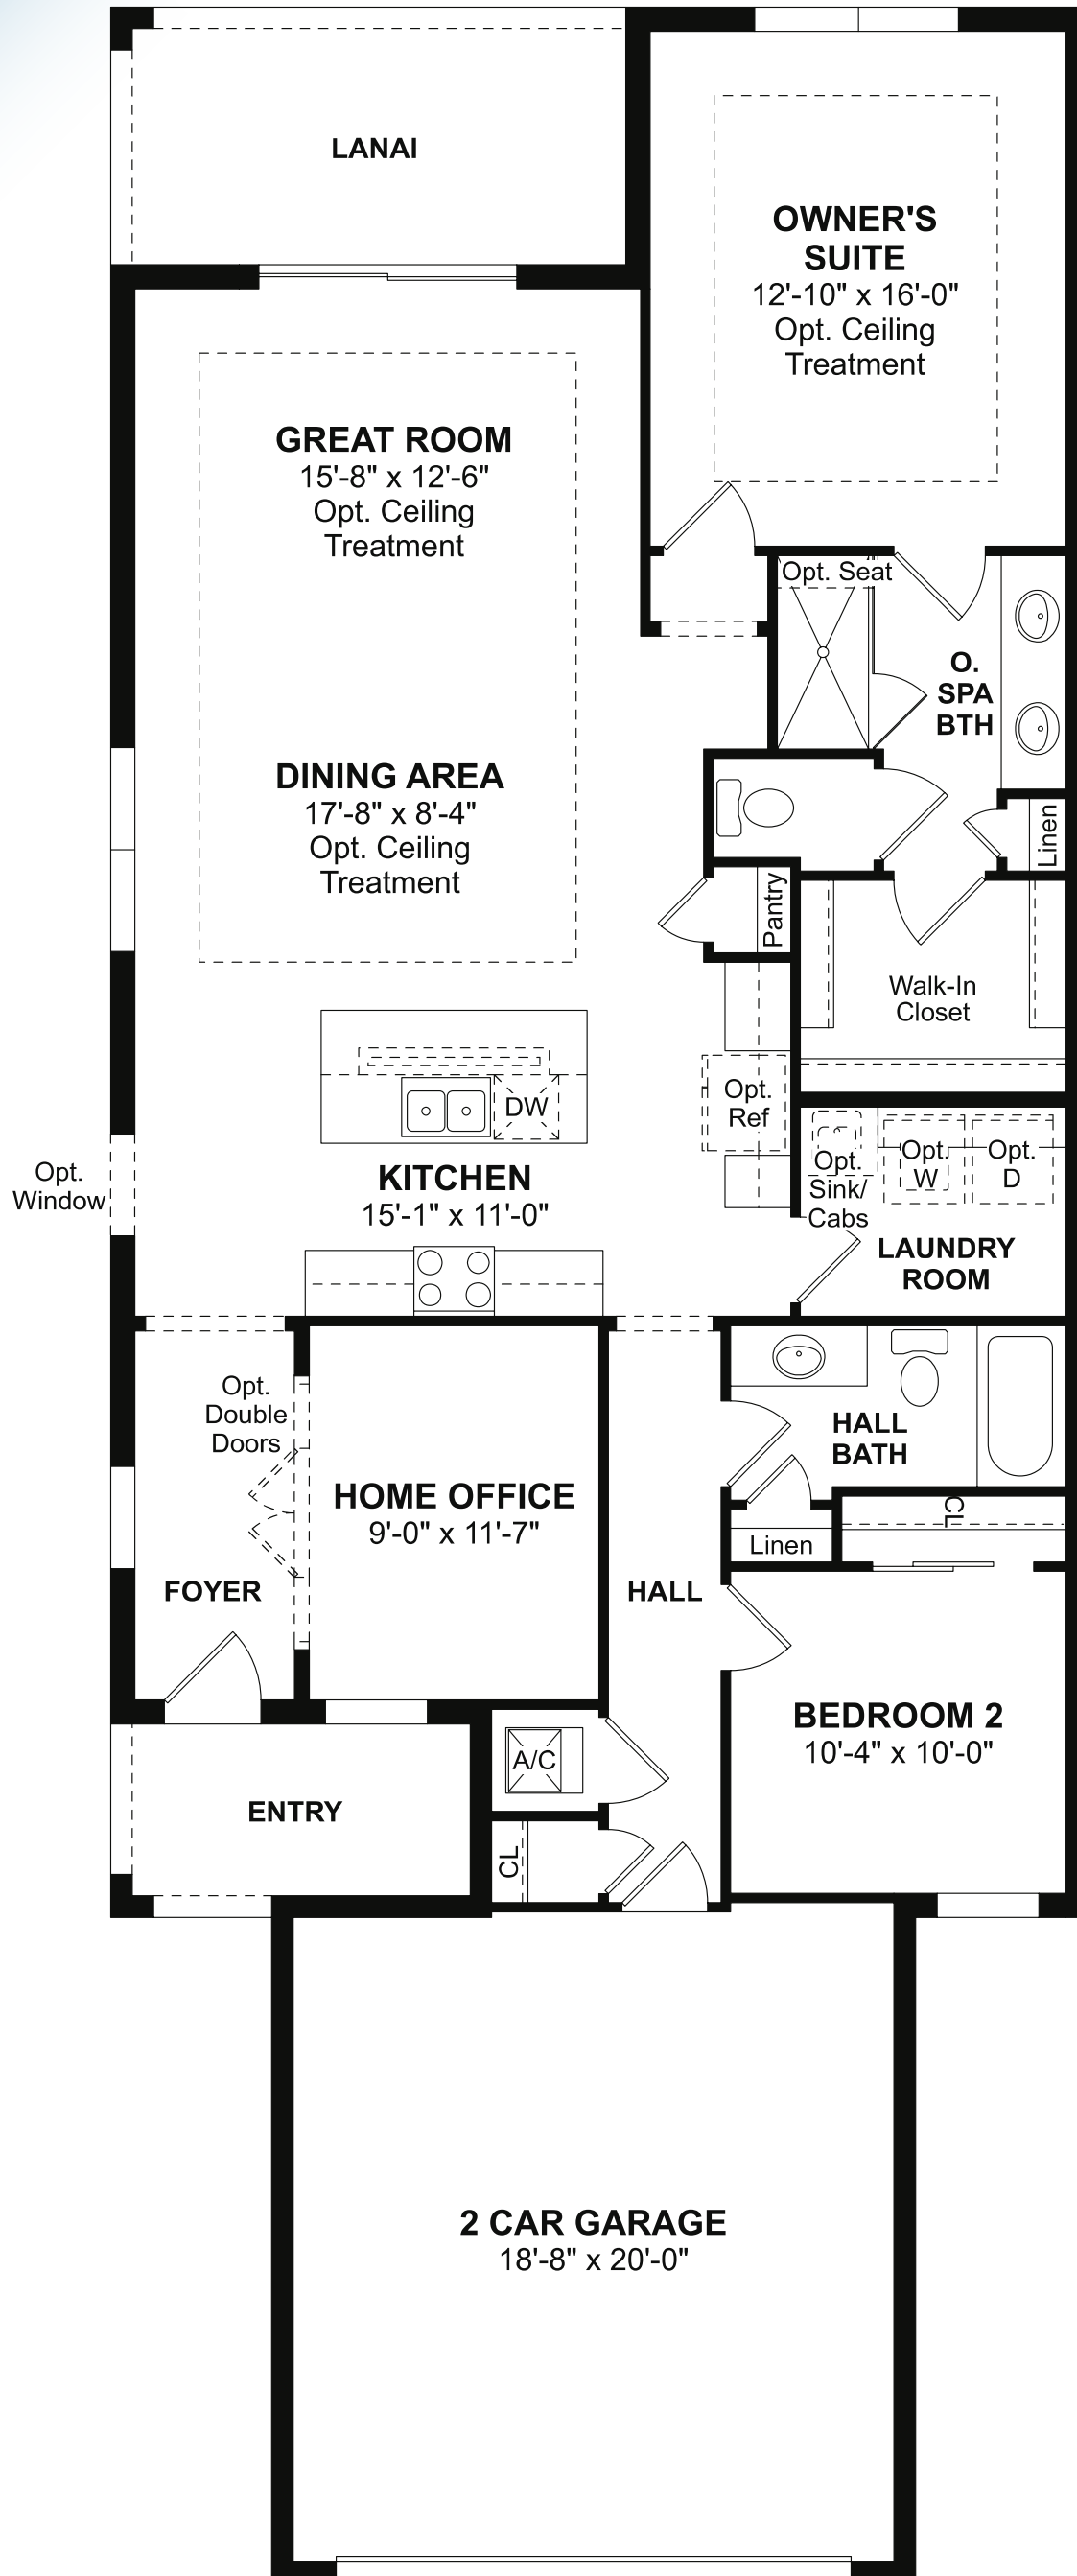 LANAI
OWNER'S
SUITE
12'-10" x 16'-0"
Opt. Ceiling
Treatment
GREAT ROOM
15'-8" x 12'-6"
Opt. Ceiling
Treatment
Opt. Seat
O.
SPA
BTH
DINING AREA
17'-8" x 8'-4"
Opt. Ceiling
Treatment
Linen
Pantry
Walk-In
Closet
DW
Opt.
Ref
Opt.
Window
KITCHEN
15'-1" x 11'-0"
Opt.
Sink/
Cabs
Opt.
W
Opt.
D
LAUNDRY
ROOM
Opt.
Double
Doors
HALL
BATH
HOME OFFICE
9'-0" x 11'-7"
CL
Linen
FOYER
HALL
BEDROOM 2
10'-4" x 10'-0"
A/C
ENTRY
CL
2 CAR GARAGE
18'-8" x 20'-0"